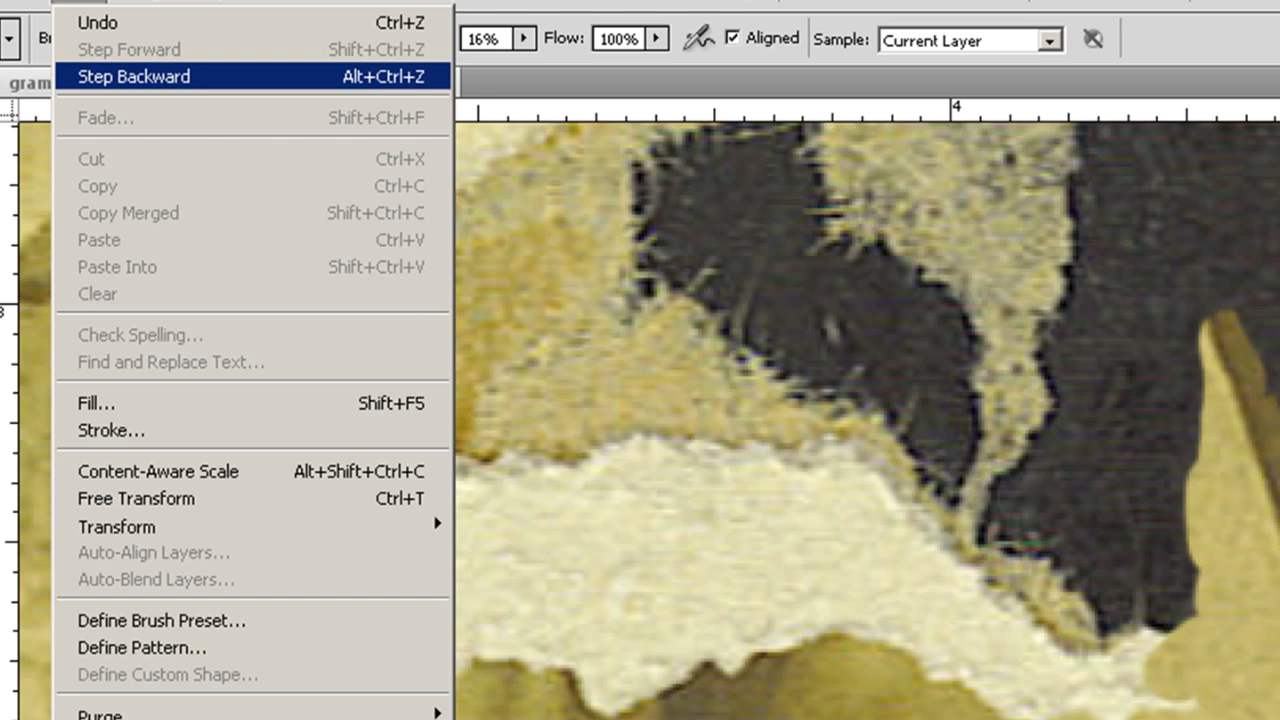 Undo Ctrl+Z
Step Forward Shift+Ctrl+Z
Step Backward Alt+Ctrl+Z
Fade... Shift+Ctrl+F
Cut Ctrl+X
Copy Ctrl+C
Copy Merged Shift+Ctrl+C
Paste Ctrl+V
Paste Into Shift+Ctrl+V
Clear
Check Spelling...
Find and Replace Text...
Fill... Shift+F5
Stroke...
Content-Aware Scale Alt+Shift+Ctrl+C
Free Transform Ctrl+T
Transform
Auto-Align Layers...
Auto-Blend Layers...
Define Brush Preset...
Define Pattern...
Define Custom Shape...
Purge
16% Flow: 100% Aligned Sample: Current Layer
4